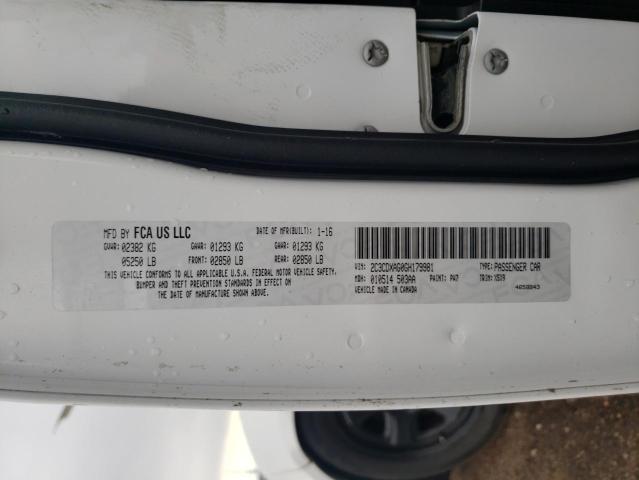 MFD BY FCA US LLC
DATE OF MFR(BUILT): 1-16
GVWR: 02382 KG GAWR: 01293 KG GAWR: 01293 KG
05250 LB FRONT: 02850 LB REAR: 02850 LB
THIS VEHICLE CONFORMS TO ALL APPLICABLE U.S.A. FEDERAL MOTOR VEHICLE SAFETY,
BUMPER AND THEFT PREVENTION STANDARDS IN EFFECT ON
THE DATE OF MANUFACTURE SHOWN ABOVE.
VIN: 2C3CDXAG0GH179981 TYPE: PASSENGER CAR
MDH: 010514 503AA PAINT: PW7 TRIM: X5X9
VEHICLE MADE IN CANADA 4658843